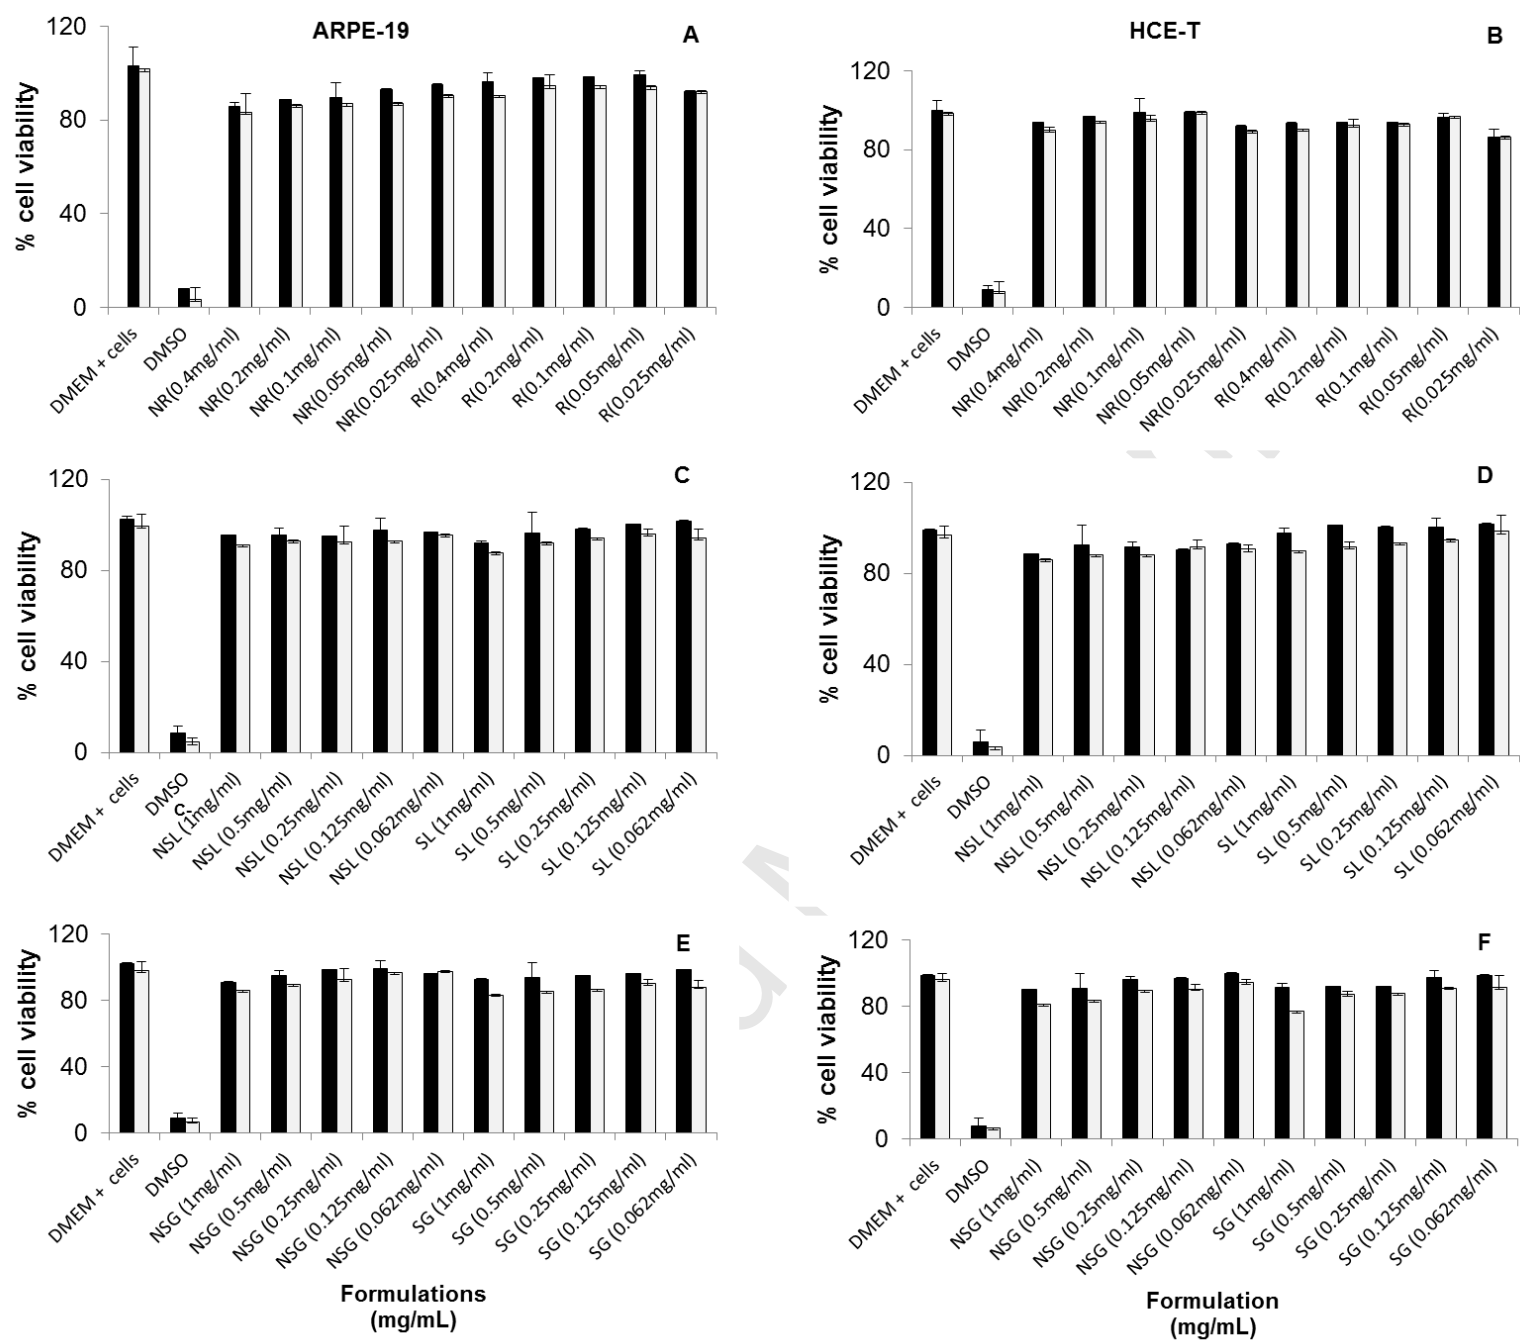 ARPE-19
A
% cell viability
120
80
40
0
DMEM + cells
DMSO
NR(0.4mg/ml)
NR(0.2mg/ml)
NR(0.1mg/ml)
NR(0.05mg/ml)
NR(0.025mg/ml)
R(0.4mg/ml)
R(0.2mg/ml)
R(0.1mg/ml)
R(0.05mg/ml)
R(0.025mg/ml)
HCE-T
B
% cell viability
120
80
40
0
DMEM + cells
DMSO
NR(0.4mg/ml)
NR(0.2mg/ml)
NR(0.1mg/ml)
NR(0.05mg/ml)
NR(0.025mg/ml)
R(0.4mg/ml)
R(0.2mg/ml)
R(0.1mg/ml)
R(0.05mg/ml)
R(0.025mg/ml)
C
% cell viability
120
80
40
0
DMEM + cells
DMSO
C.
NSL (1mg/ml)
NSL (0.5mg/ml)
NSL (0.25mg/ml)
NSL (0.125mg/ml)
NSL (0.062mg/ml)
SL (1mg/ml)
SL (0.5mg/ml)
SL (0.25mg/ml)
SL (0.125mg/ml)
SL (0.062mg/ml)
D
% cell viability
120
80
40
0
DMEM + cells
DMSO
NSL (1mg/ml)
NSL (0.5mg/ml)
NSL (0.25mg/ml)
NSL (0.125mg/ml)
NSL (0.062mg/ml)
SL (1mg/ml)
SL (0.5mg/ml)
SL (0.25mg/ml)
SL (0.125mg/ml)
SL (0.062mg/ml)
E
% cell viability
120
80
40
0
DMEM + cells
DMSO
NSG (1mg/ml)
NSG (0.5mg/ml)
NSG (0.25mg/ml)
NSG (0.125mg/ml)
NSG (0.062mg/ml)
SG (1mg/ml)
SG (0.5mg/ml)
SG (0.25mg/ml)
SG (0.125mg/ml)
SG (0.062mg/ml)
Formulations
(mg/mL)
F
% cell viability
120
80
40
0
DMEM + cells
DMSO
NSG (1mg/ml)
NSG (0.5mg/ml)
NSG (0.25mg/ml)
NSG (0.125mg/ml)
NSG (0.062mg/ml)
SG (1mg/ml)
SG (0.5mg/ml)
SG (0.25mg/ml)
SG (0.125mg/ml)
SG (0.062mg/ml)
Formulation
(mg/mL)